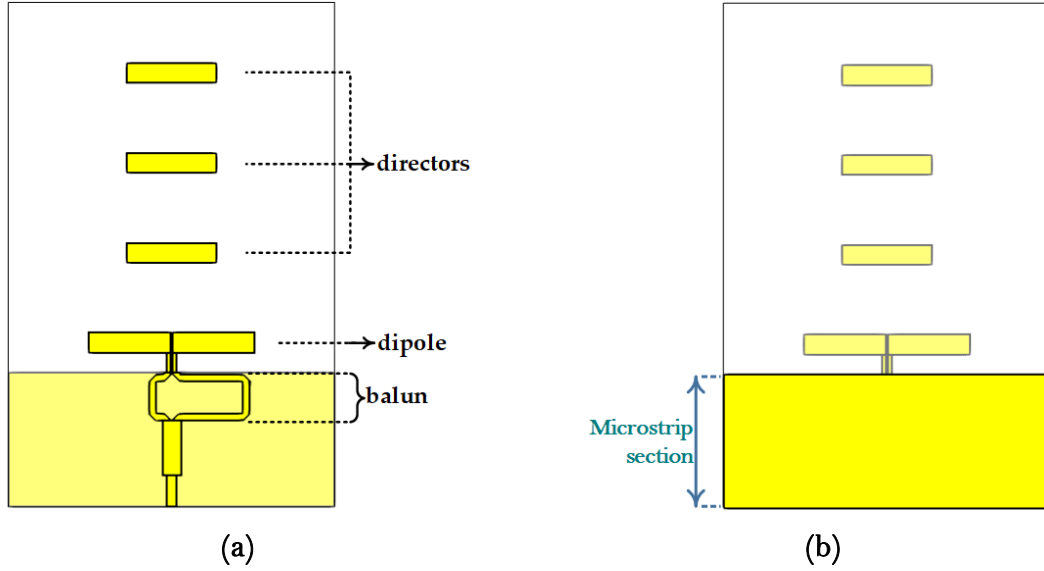 directors
dipole
balun
Microstrip
section
(a)
(b)